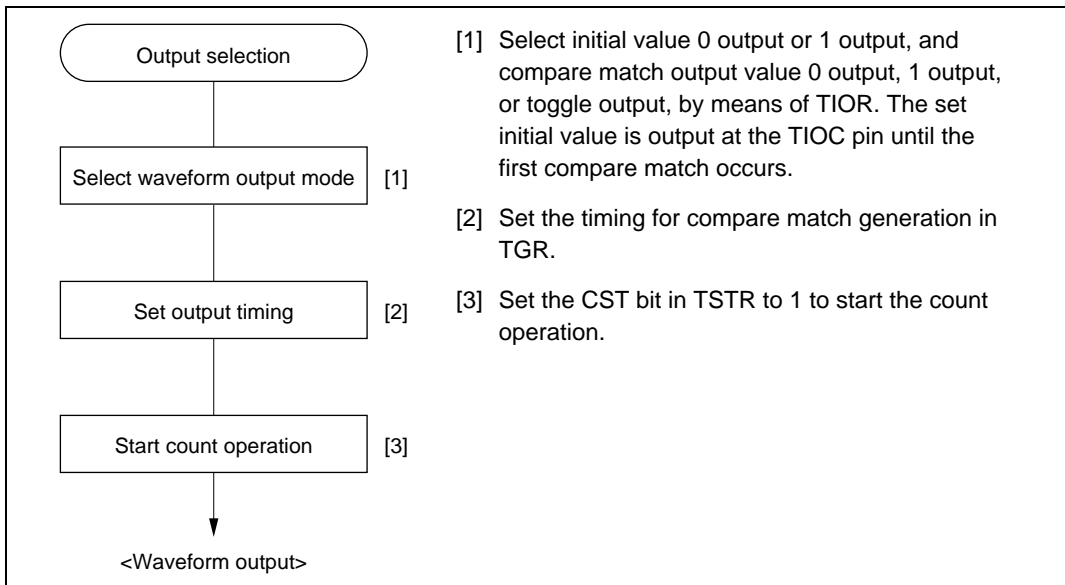 Output selection
Select waveform output mode [1]
Set output timing [2]
Start count operation [3]
<Waveform output>
[1] Select initial value 0 output or 1 output, and
compare match output value 0 output, 1 output,
or toggle output, by means of TIOR. The set
initial value is output at the TIOC pin until the
first compare match occurs.
[2] Set the timing for compare match generation in
TGR.
[3] Set the CST bit in TSTR to 1 to start the count
operation.